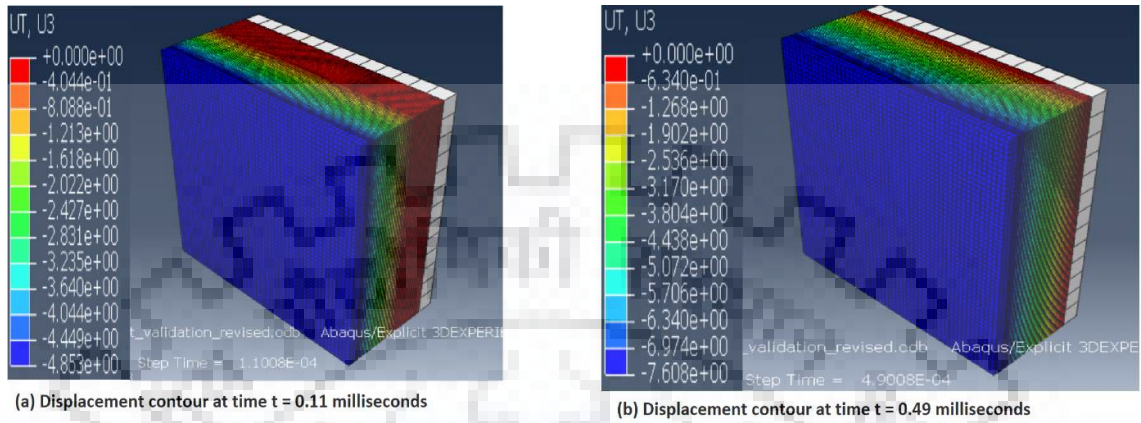 UT, U3
+0.000e+00
-4.044e-01
-8.088e-01
-1.213e+00
-1.618e+00
-2.022e+00
-2.427e+00
-2.831e+00
-3.235e+00
-3.640e+00
-4.044e+00
-4.449e+00
-4.853e+00
t_validation_revised.odb Abaqus/Explicit 3DEXPERIE
Step Time = 1.1008E-04
(a) Displacement contour at time t = 0.11 milliseconds
UT, U3
+0.000e+00
-6.340e-01
-1.268e+00
-1.902e+00
-2.536e+00
-3.170e+00
-3.804e+00
-4.438e+00
-5.072e+00
-5.706e+00
-6.340e+00
-6.974e+00
-7.608e+00
_validation_revised.odb Abaqus/Explicit 3DEXPE
Step Time = 4.9008E-04
(b) Displacement contour at time t = 0.49 milliseconds